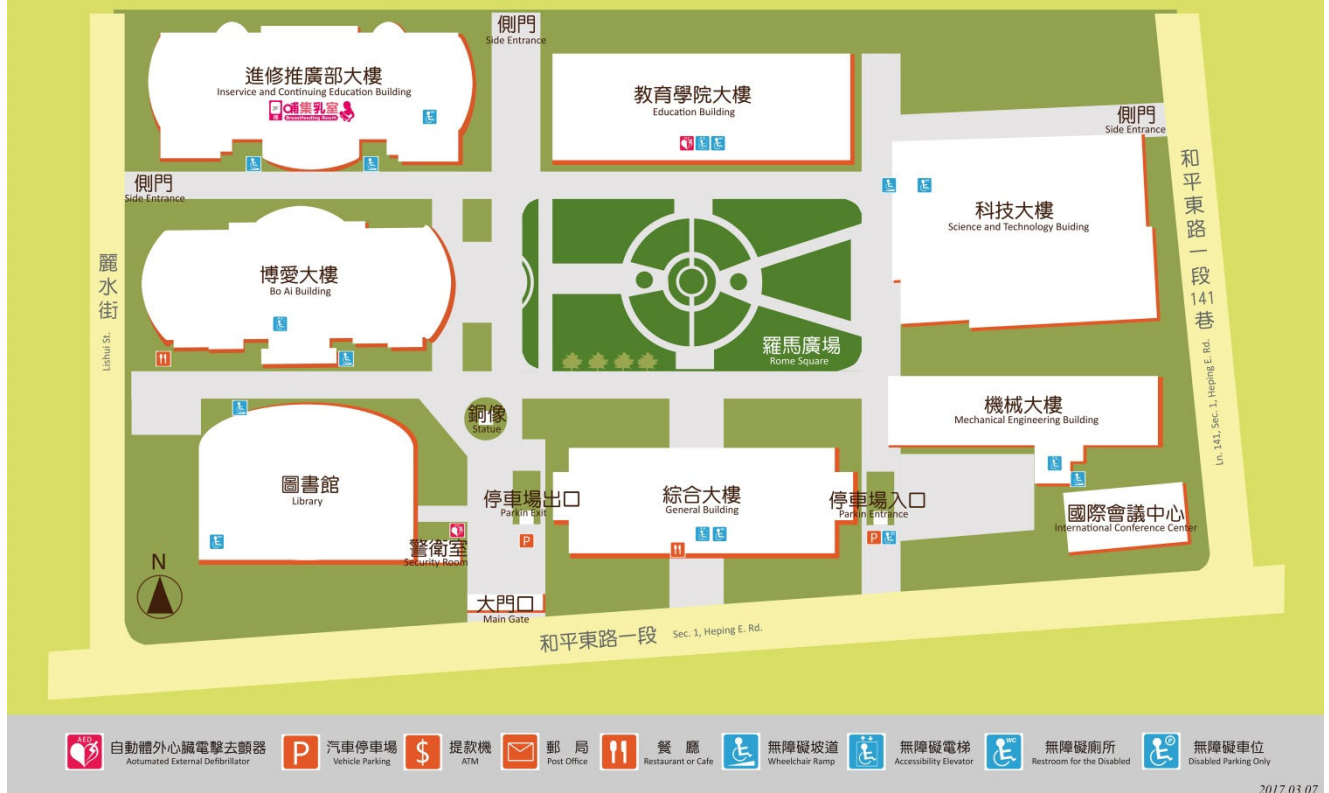 側門
Side Entrance
進修推廣部大樓
Inservice and Continuing Education Building
哺集乳室
Breastfeeding Room
教育學院大樓
Education Building
AED
側門
Side Entrance
側門
Side Entrance
科技大樓
Science and Technology Buiding
和平東路一段141巷
Ln. 141, Sec. 1, Heping E. Rd.
麗水街
Lishui St.
博愛大樓
Bo Ai Building
羅馬廣場
Rome Square
銅像
Statue
機械大樓
Mechanical Engineering Building
圖書館
Library
停車場出口
Parkin Exit
P
綜合大樓
General Building
停車場入口
Parkin Entrance
P
國際會議中心
International Conference Center
警衛室
Security Room
N
大門口
Main Gate
和平東路一段 Sec. 1, Heping E. Rd.
AED 自動體外心臟電擊去顫器
Aotumated External Defibrillator
P 汽車停車場
Vehicle Parking
$ 提款機
ATM
郵 局
Post Office
餐 廳
Restaurant or Cafe
無障礙坡道
Wheelchair Ramp
無障礙電梯
Accessibility Elevator
WC 無障礙廁所
Restroom for the Disabled
P 無障礙車位
Disabled Parking Only
2017.03.07